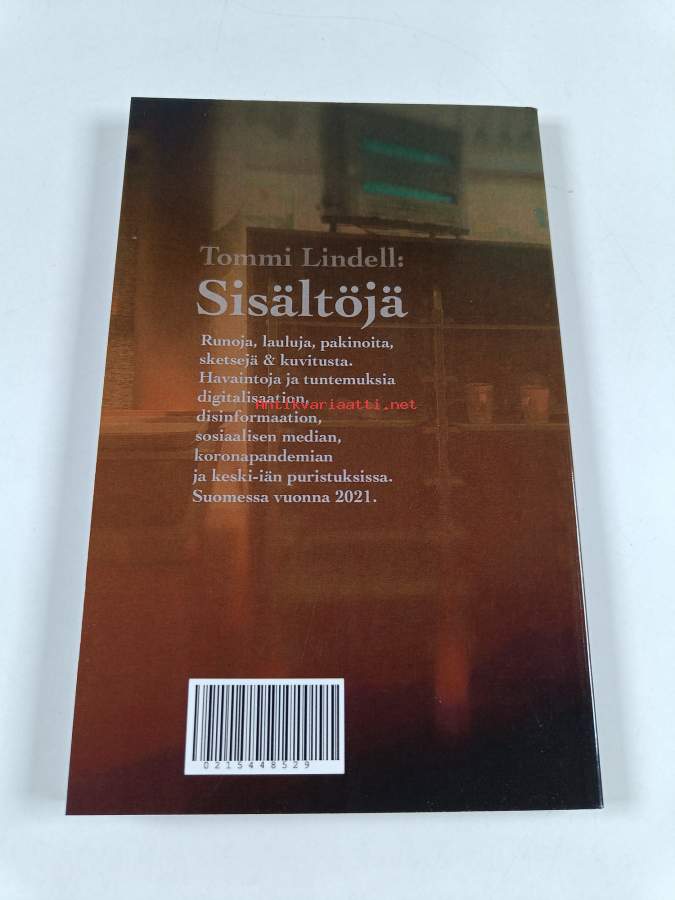 Tommi Lindell:
Sisältöjä
Runoja, lauluja, pakinoita,
sketsejä & kuvitusta.
Havaintoja ja tuntemuksia
digitalisaation,
Antikvariaatti.net
disinformaation,
sosiaalisen median,
koronapandemian
ja keski-iän puristuksissa.
Suomessa vuonna 2021.
0215448529